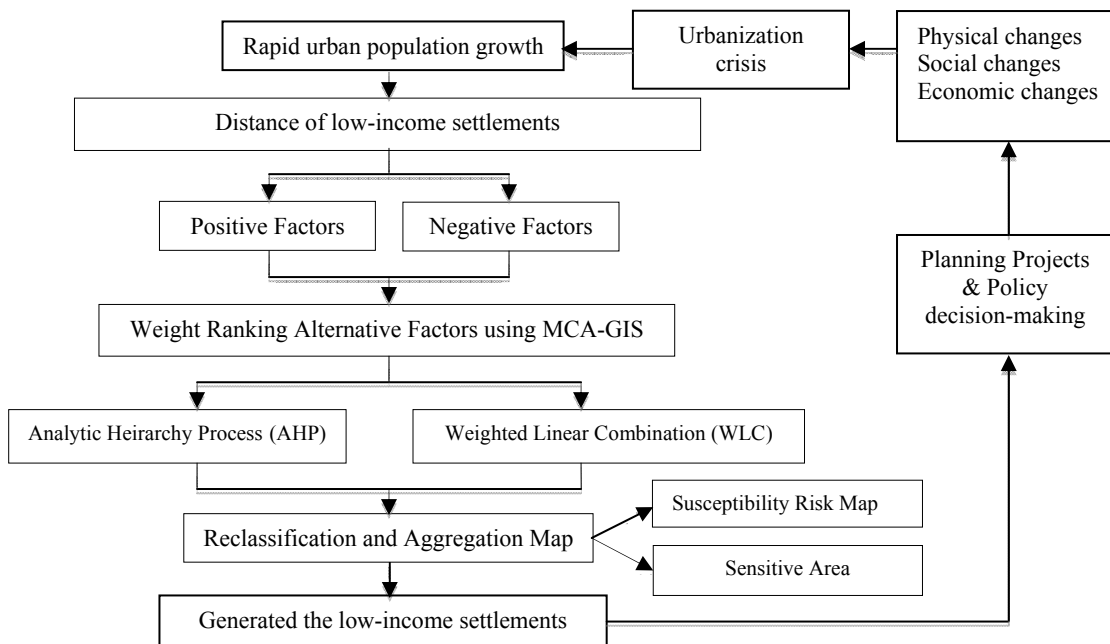 Rapid urban population growth
Urbanization
crisis
Physical changes
Social changes
Economic changes
Distance of low-income settlements
Positive Factors
Negative Factors
Planning Projects
& Policy
decision-making
Weight Ranking Alternative Factors using MCA-GIS
Analytic Heirarchy Process (AHP)
Weighted Linear Combination (WLC)
Susceptibility Risk Map
Reclassification and Aggregation Map
Sensitive Area
Generated the low-income settlements